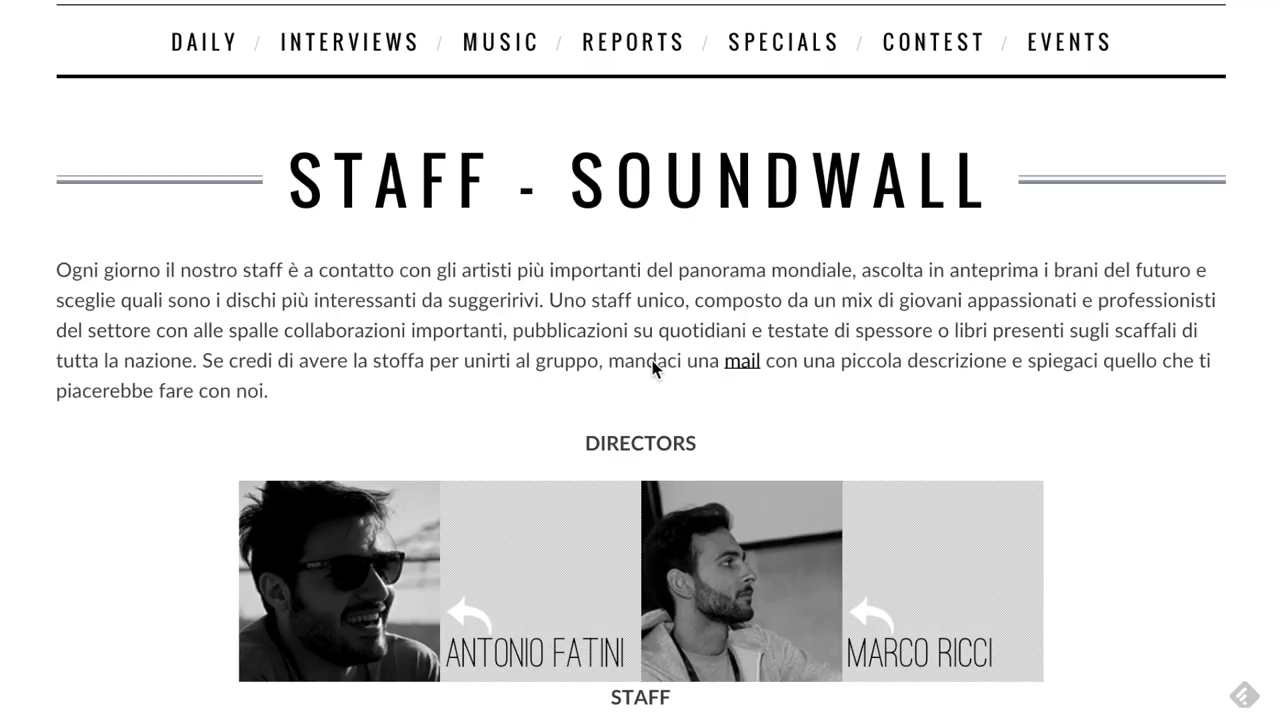 DAILY / INTERVIEWS / MUSIC / REPORTS / SPECIALS / CONTEST / EVENTS
STAFF - SOUNDWALL
Ogni giorno il nostro staff è a contatto con gli artisti più importanti del panorama mondiale, ascolta in anteprima i brani del futuro e
sceglie quali sono i dischi più interessanti da suggeririvi. Uno staff unico, composto da un mix di giovani appassionati e professionisti
del settore con alle spalle collaborazioni importanti, pubblicazioni su quotidiani e testate di spessore o libri presenti sugli scaffali di
tutta la nazione. Se credi di avere la stoffa per unirti al gruppo, mandaci una mail con una piccola descrizione e spiegaci quello che ti
piacerebbe fare con noi.
DIRECTORS
ANTONIO FATINI
MARCO RICCI
STAFF